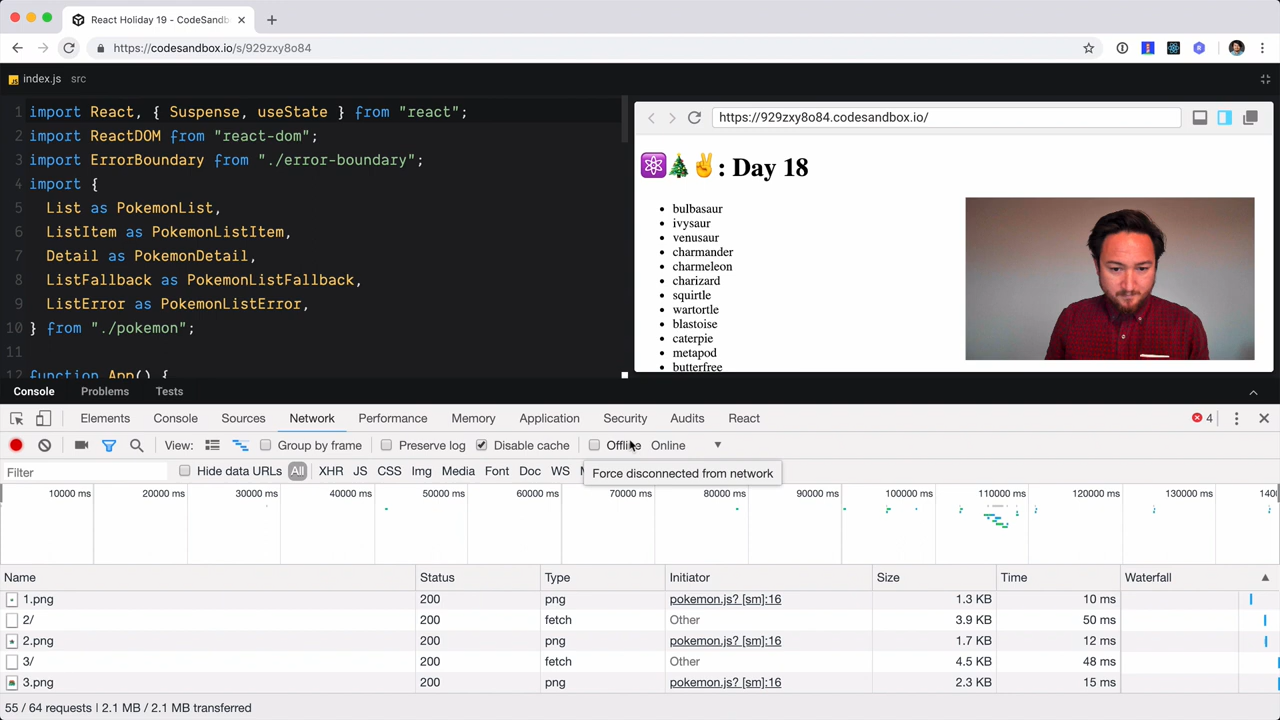 React Holiday 19 - CodeSandb
https://codesandbox.io/s/929zxy8o84
index.js src
1 import React, { Suspense, useState } from "react";
2 import ReactDOM from "react-dom";
3 import ErrorBoundary from "./error-boundary";
4 import {
5 List as PokemonList,
6 ListItem as PokemonListItem,
7 Detail as PokemonDetail,
8 ListFallback as PokemonListFallback,
9 ListError as PokemonListError,
10 } from "./pokemon";
11
12 function App() {
https://929zxy8o84.codesandbox.io/
⚛️🎄✌️: Day 18
• bulbasaur
• ivysaur
• venusaur
• charmander
• charmeleon
• charizard
• squirtle
• wartortle
• blastoise
• caterpie
• metapod
• butterfree
Console Problems Tests
Elements Console Sources Network Performance Memory Application Security Audits React 4
View: Group by frame Preserve log Disable cache Offline Online
Filter Hide data URLs All XHR JS CSS Img Media Font Doc WS
Force disconnected from network
10000 ms 20000 ms 30000 ms 40000 ms 50000 ms 60000 ms 70000 ms 80000 ms 90000 ms 100000 ms 110000 ms 120000 ms 130000 ms 140
Name Status Type Initiator Size Time Waterfall
1.png 200 png pokemon.js? [sm]:16 1.3 KB 10 ms
2/ 200 fetch Other 3.9 KB 50 ms
2.png 200 png pokemon.js? [sm]:16 1.7 KB 12 ms
3/ 200 fetch Other 4.5 KB 48 ms
3.png 200 png pokemon.js? [sm]:16 2.3 KB 15 ms
55 / 64 requests | 2.1 MB / 2.1 MB transferred